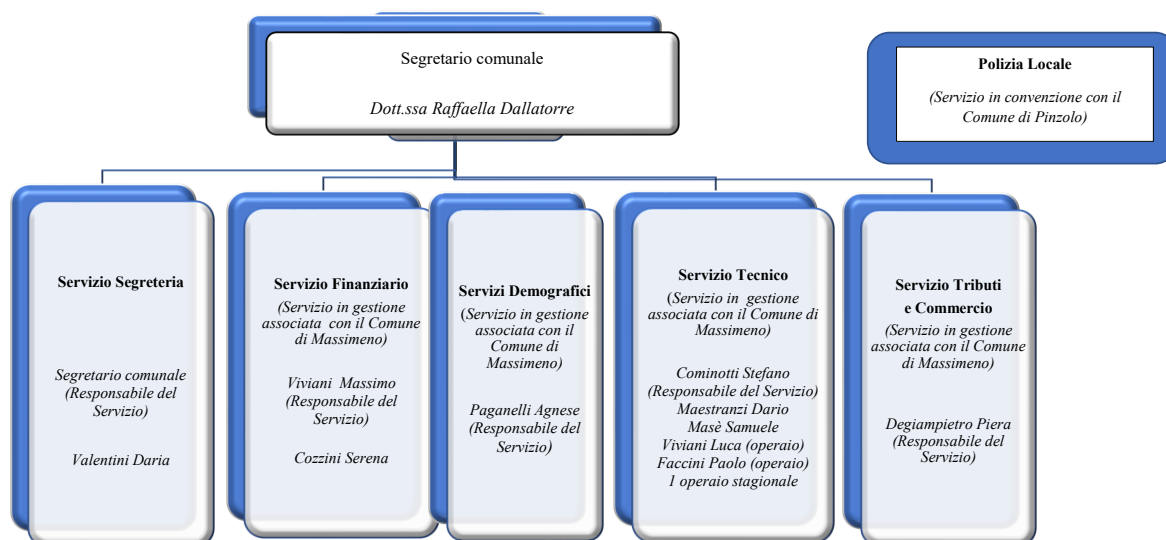 Segretario comunale
Dott.ssa Raffaella Dallatorre
Polizia Locale
(Servizio in convenzione con il
Comune di Pinzolo)
Servizio Segreteria
Segretario comunale
(Responsabile del
Servizio)
Valentini Daria
Servizio Finanziario
(Servizio in gestione
associata con il Comune
di Massimeno)
Viviani Massimo
(Responsabile del
Servizio)
Cozzini Serena
Servizi Demografici
(Servizio in gestione
associata con il
Comune di
Massimeno)
Paganelli Agnese
(Responsabile del
Servizio)
Servizio Tecnico
(Servizio in gestione
associata con il Comune di
Massimeno)
Cominotti Stefano
(Responsabile del Servizio)
Maestranzi Dario
Masè Samuele
Viviani Luca (operaio)
Faccini Paolo (operaio)
1 operaio stagionale
Servizio Tributi
e Commercio
(Servizio in gestione
associata con il Comune
di Massimeno)
Degiampietro Piera
(Responsabile del
Servizio)